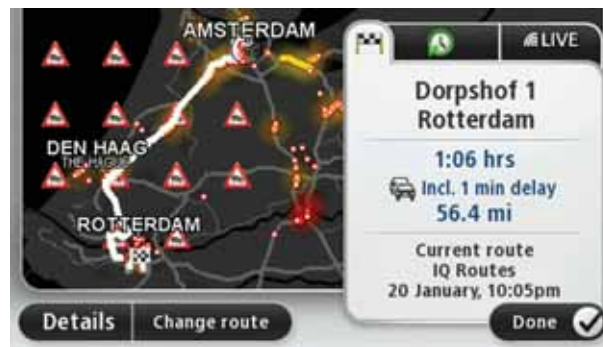 AMSTERDAM
DEN HAAG
THE HAGUE
ROTTERDAM
LIVE
Dorpshof 1
Rotterdam
1:06 hrs
Incl. 1 min delay
56.4 mi
Current route
IQ Routes
20 January, 10:05pm
Details
Change route
Done